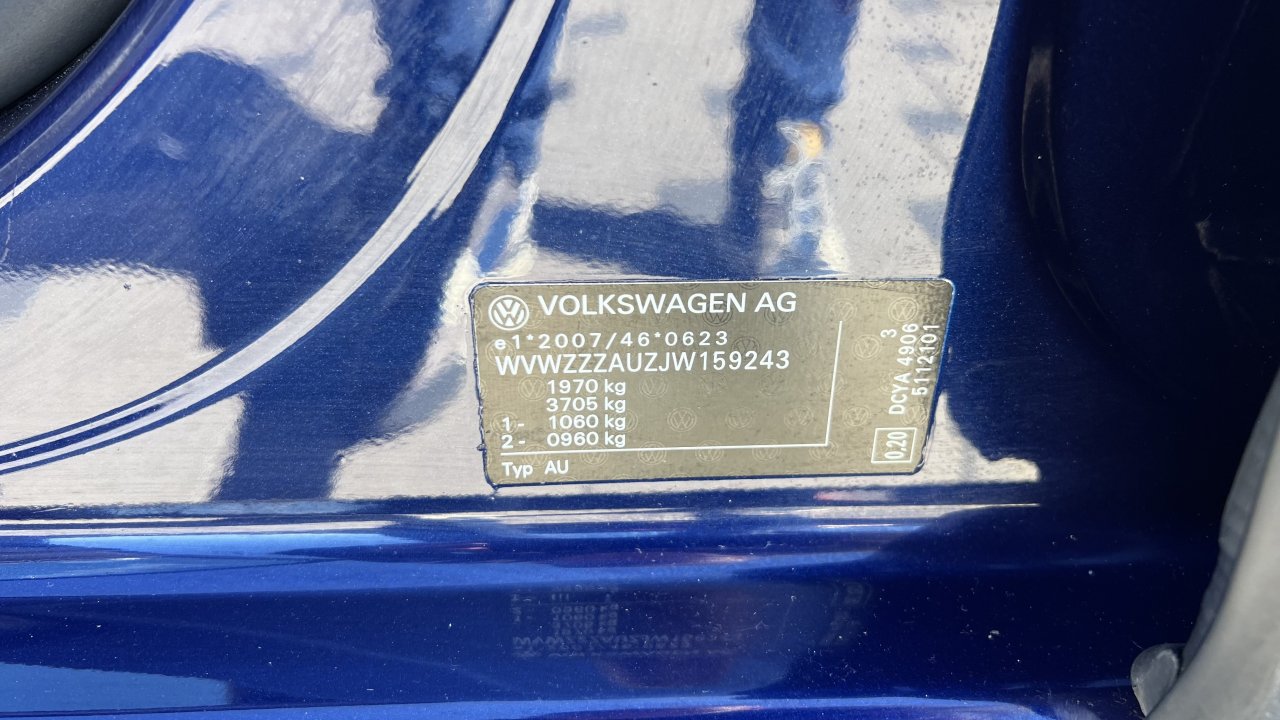 VOLKSWAGEN AG
e1*2007/46*0623
WVWZZZAUZJW159243
1970 kg
3705 kg
1- 1060 kg
2- 0960 kg
Typ AU
3
DCYA 4906
5112101
0.20